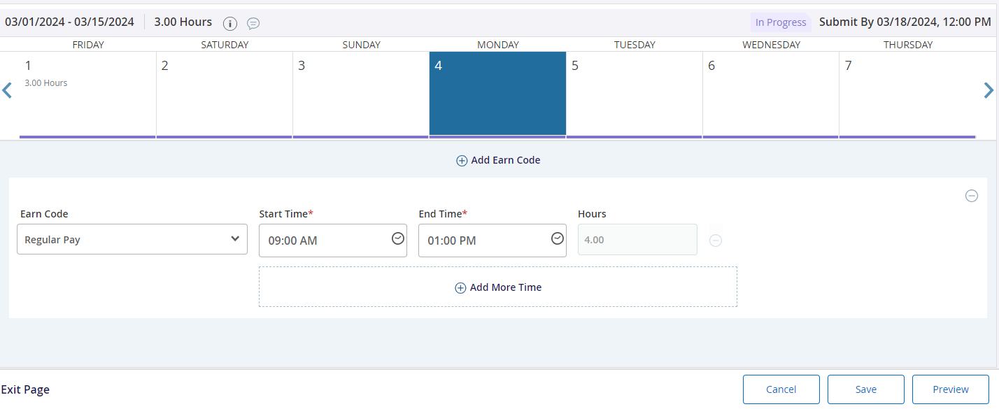 03/01/2024 - 03/15/2024 3.00 Hours In Progress Submit By 03/18/2024, 12:00 PM
FRIDAY SATURDAY SUNDAY MONDAY TUESDAY WEDNESDAY THURSDAY
1 2 3 4 5 6 7
3.00 Hours
Add Earn Code
Earn Code Start Time* End Time* Hours
Regular Pay 09:00 AM 01:00 PM 4.00
Add More Time
Exit Page Cancel Save Preview